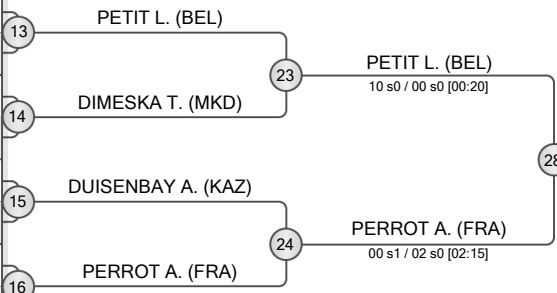 13
PETIT L. (BEL)
23
PETIT L. (BEL)
10 s0 / 00 s0 [00:20]
14
DIMESKA T. (MKD)
28
15
DUISENBAY A. (KAZ)
24
PERROT A. (FRA)
00 s1 / 02 s0 [02:15]
16
PERROT A. (FRA)